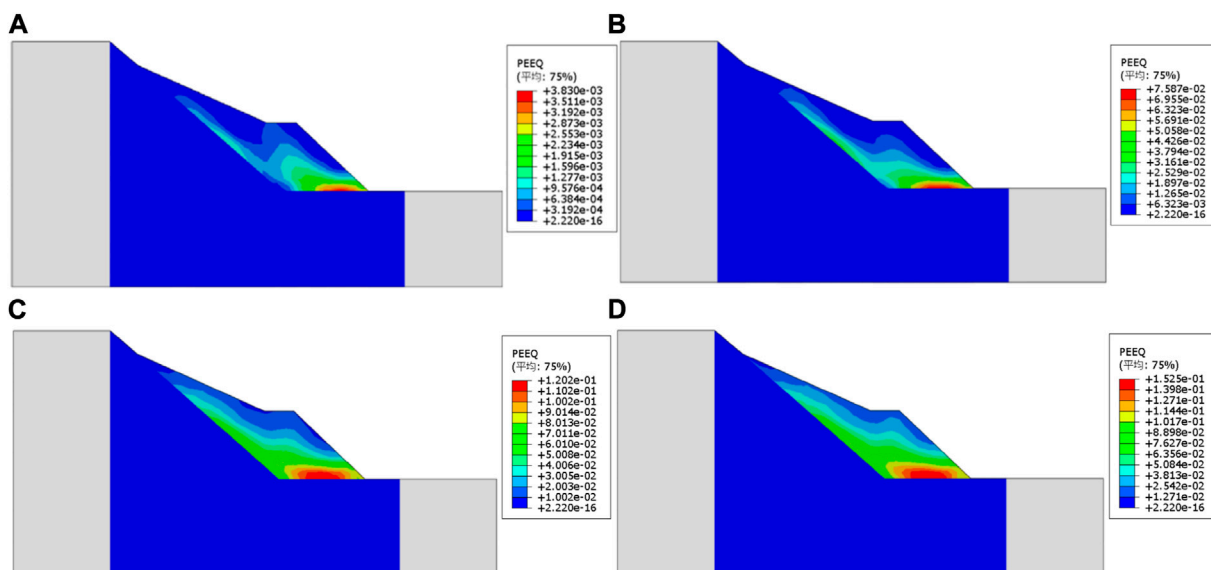 A
PEEQ
(平均: 75%)
+3.830e-03
+3.511e-03
+3.192e-03
+2.873e-03
+2.553e-03
+2.234e-03
+1.915e-03
+1.596e-03
+1.277e-03
+9.576e-04
+6.384e-04
+3.192e-04
+2.220e-16
B
PEEQ
(平均: 75%)
+7.587e-02
+6.955e-02
+6.323e-02
+5.691e-02
+5.058e-02
+4.426e-02
+3.794e-02
+3.161e-02
+2.529e-02
+1.897e-02
+1.265e-02
+6.323e-03
+2.220e-16
C
PEEQ
(平均: 75%)
+1.202e-01
+1.102e-01
+1.002e-01
+9.014e-02
+8.013e-02
+7.011e-02
+6.010e-02
+5.008e-02
+4.006e-02
+3.005e-02
+2.003e-02
+1.002e-02
+2.220e-16
D
PEEQ
(平均: 75%)
+1.525e-01
+1.398e-01
+1.271e-01
+1.144e-01
+1.017e-01
+8.898e-02
+7.627e-02
+6.356e-02
+5.084e-02
+3.813e-02
+2.542e-02
+1.271e-02
+2.220e-16